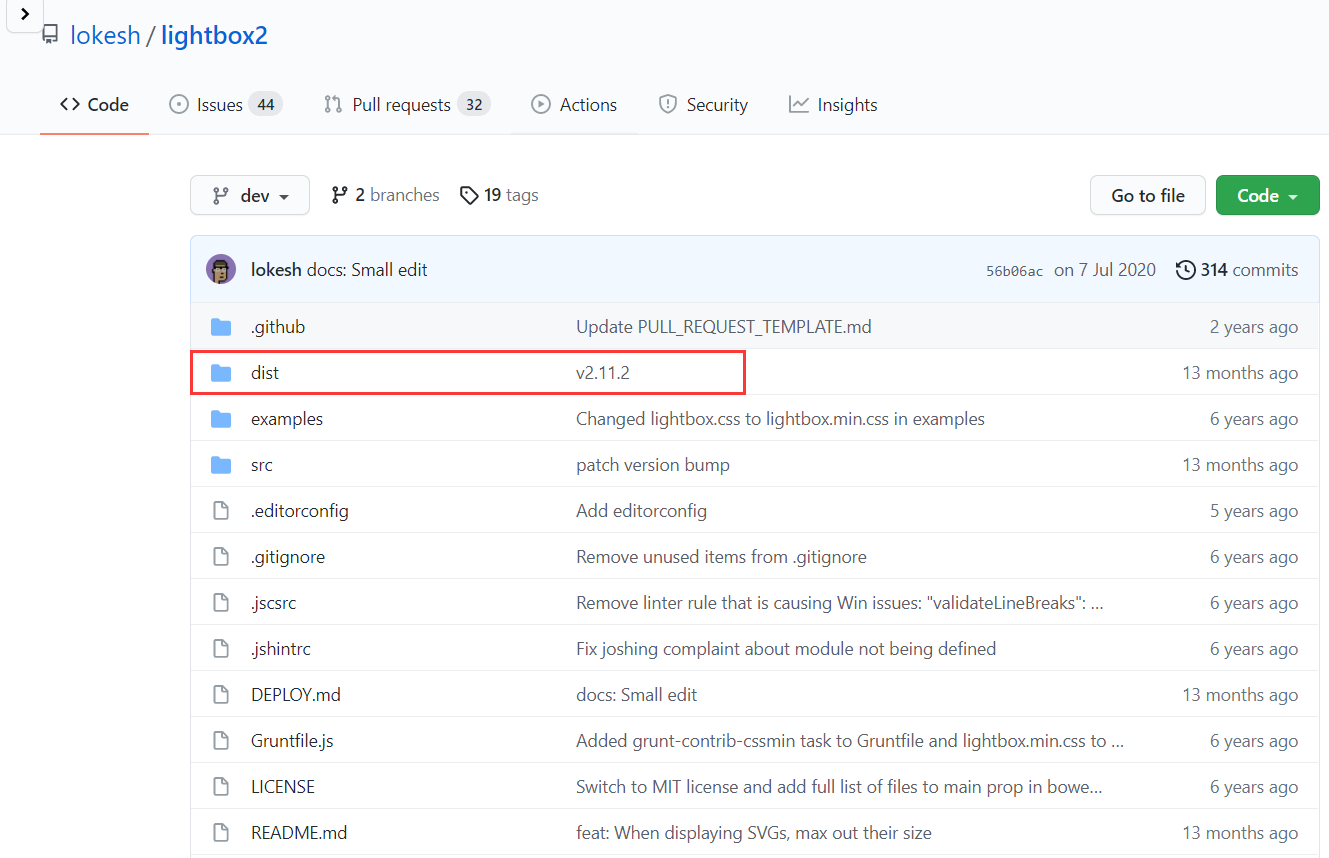 lokesh / lightbox2
Code Issues 44 Pull requests 32 Actions Security Insights
dev 2 branches 19 tags Go to file Code
lokesh docs: Small edit 56b06ac on 7 Jul 2020 314 commits
.github Update PULL_REQUEST_TEMPLATE.md 2 years ago
dist v2.11.2 13 months ago
examples Changed lightbox.css to lightbox.min.css in examples 6 years ago
src patch version bump 13 months ago
.editorconfig Add editorconfig 5 years ago
.gitignore Remove unused items from .gitignore 6 years ago
.jscsrc Remove linter rule that is causing Win issues: "validateLineBreaks": ... 6 years ago
.jshintrc Fix joshing complaint about module not being defined 6 years ago
DEPLOY.md docs: Small edit 13 months ago
Gruntfile.js Added grunt-contrib-cssmin task to Gruntfile and lightbox.min.css to ... 6 years ago
LICENSE Switch to MIT license and add full list of files to main prop in bowe... 6 years ago
README.md feat: When displaying SVGs, max out their size 13 months ago